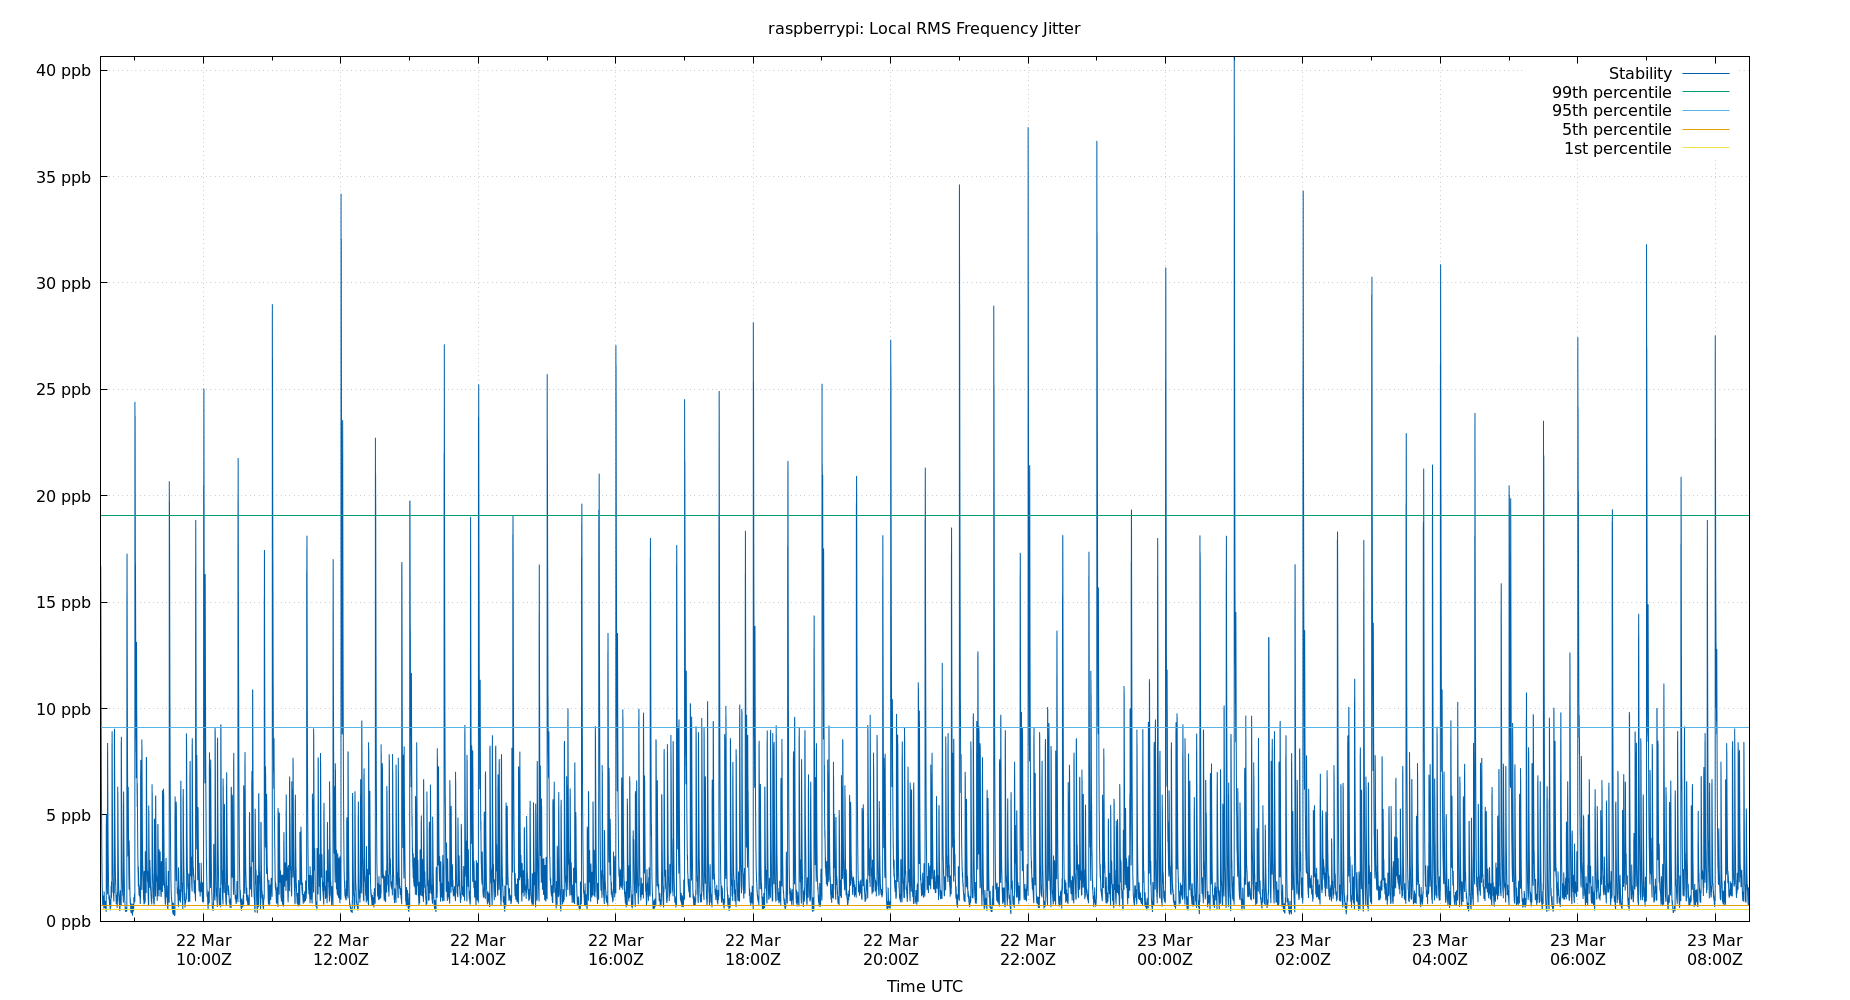 raspberrypi: Local RMS Frequency Jitter
40 ppb
35 ppb
30 ppb
25 ppb
20 ppb
15 ppb
10 ppb
5 ppb
0 ppb
Stability
99th percentile
95th percentile
5th percentile
1st percentile
22 Mar 22 Mar 22 Mar 22 Mar 22 Mar 22 Mar 22 Mar 23 Mar 23 Mar 23 Mar 23 Mar 23 Mar
10:00Z 12:00Z 14:00Z 16:00Z 18:00Z 20:00Z 22:00Z 00:00Z 02:00Z 04:00Z 06:00Z 08:00Z
Time UTC